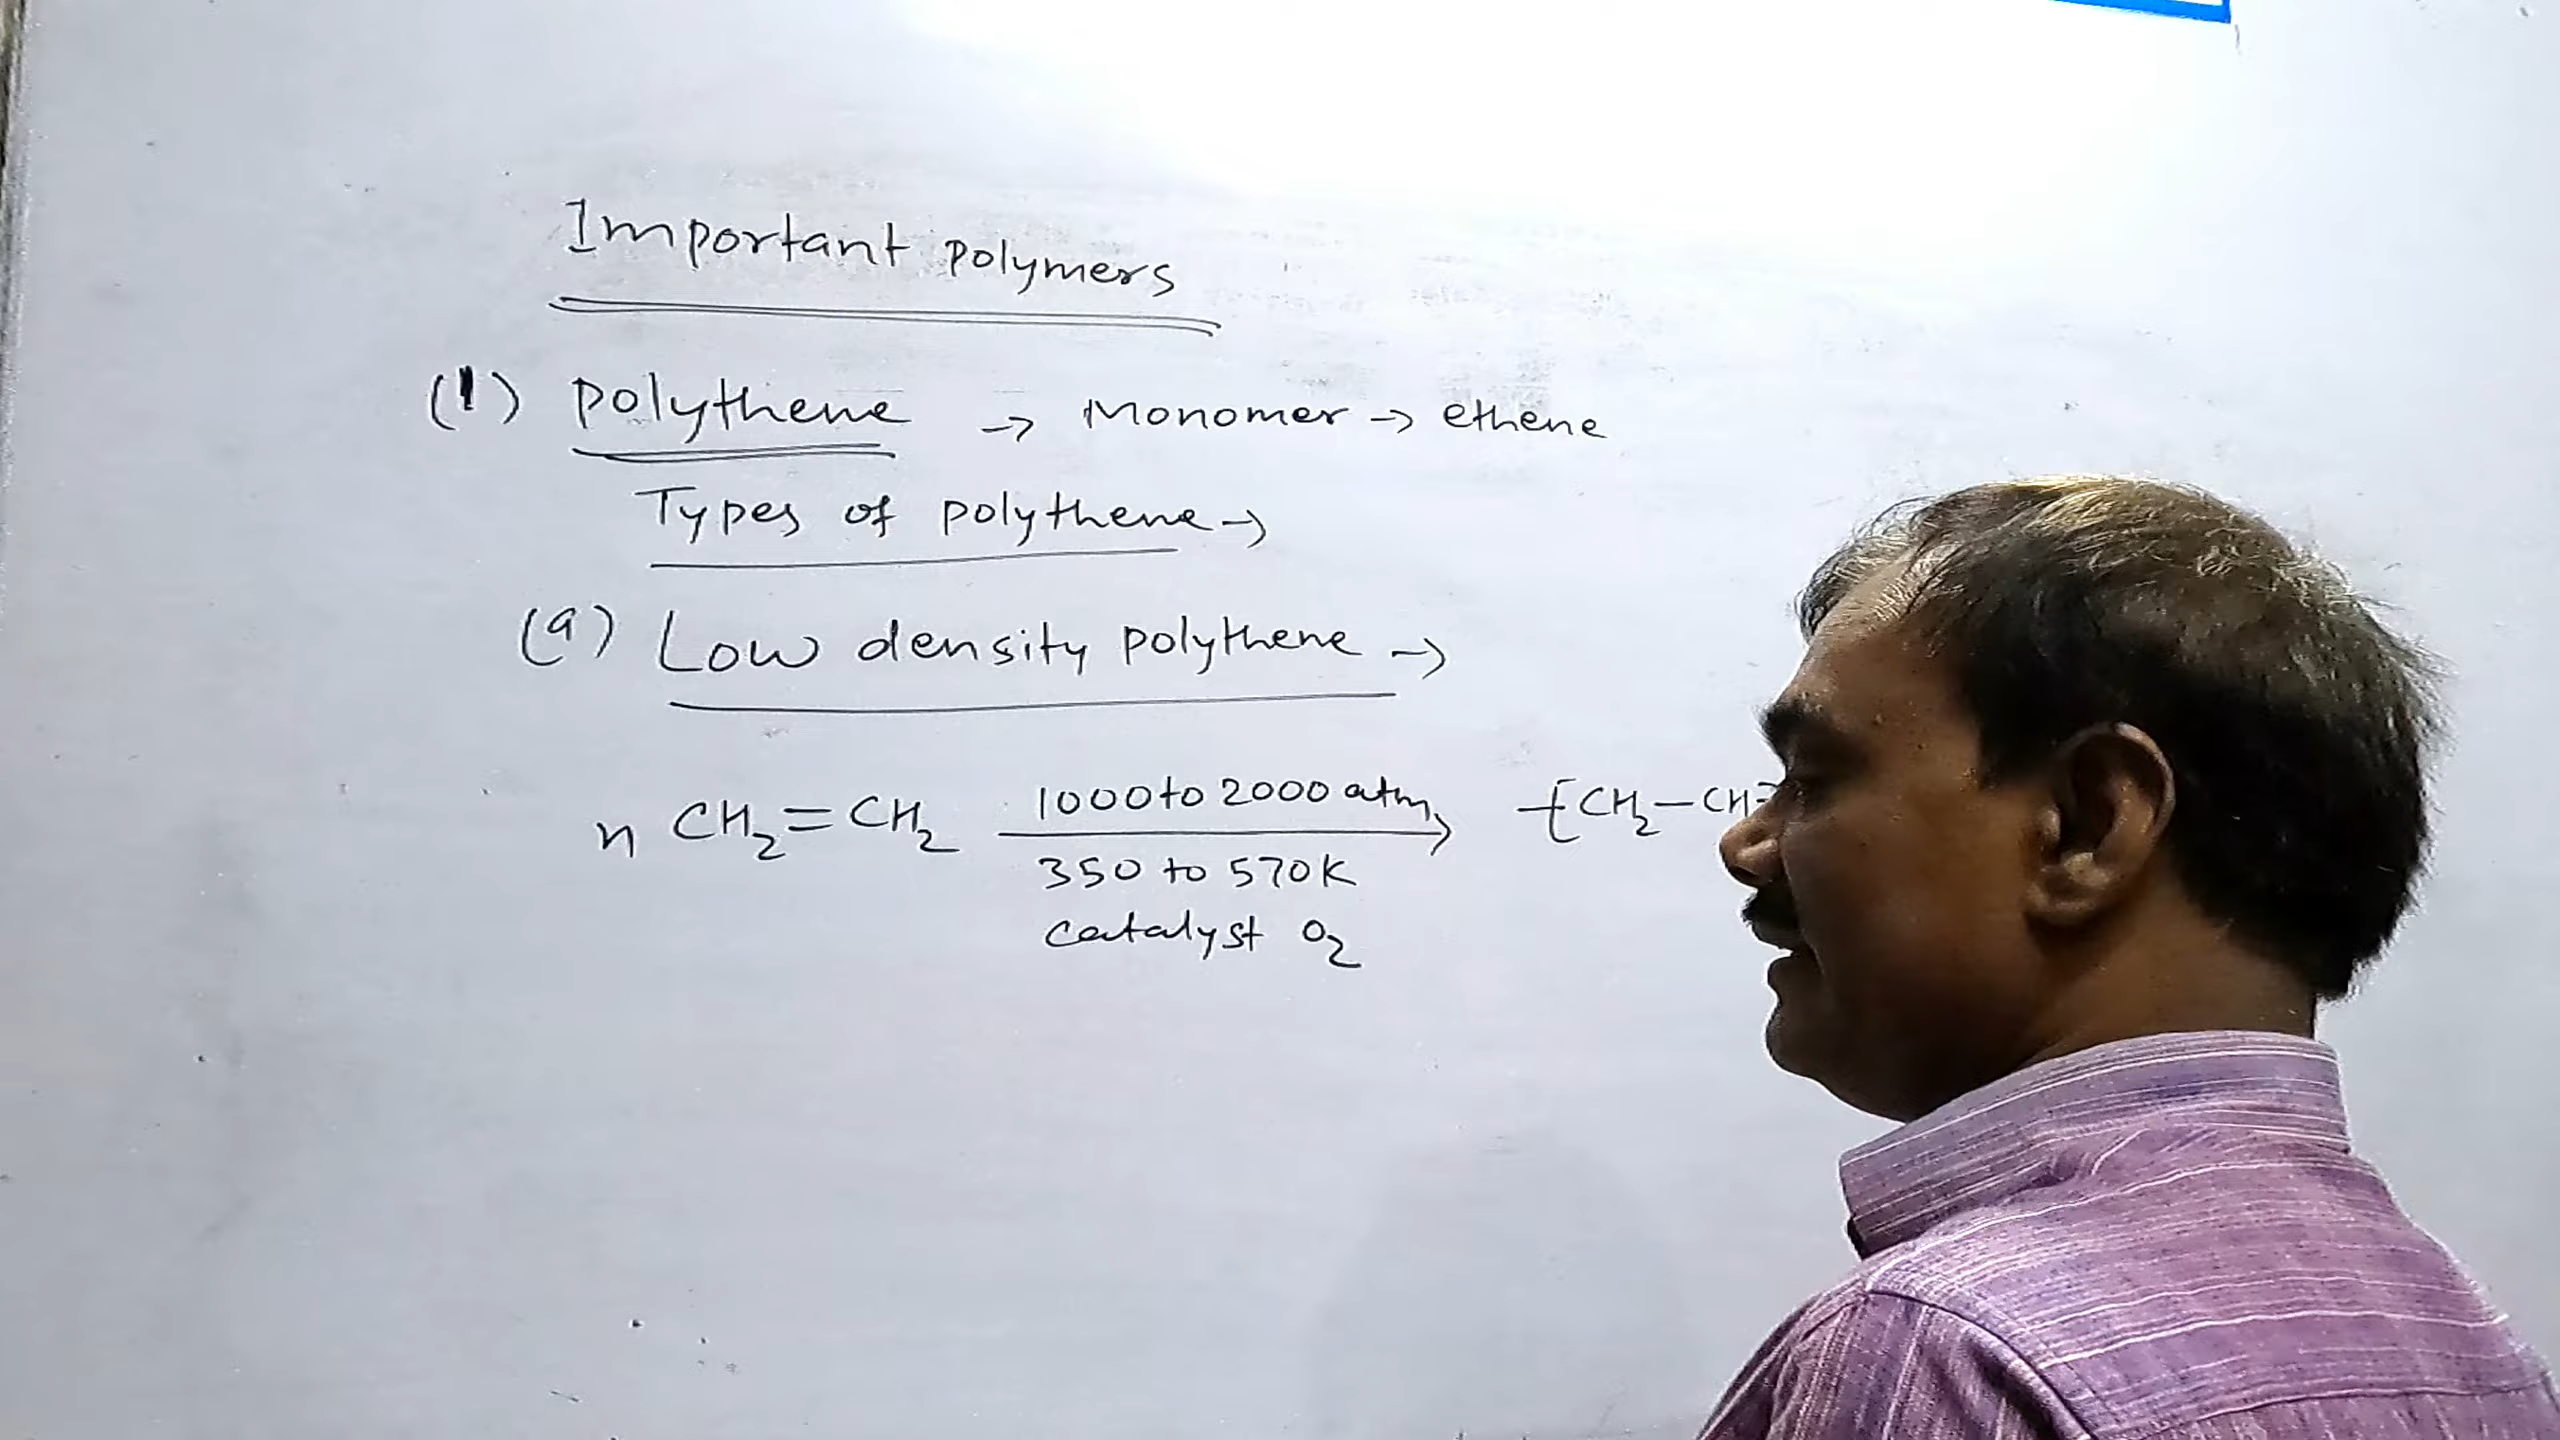 Important polymers
(1) polythene → Monomer → ethene
Types of polythene →
(a) Low density polythene →
n CH₂=CH₂ 1000 to 2000 atm → -[CH₂-CH
350 to 570K
catalyst O₂